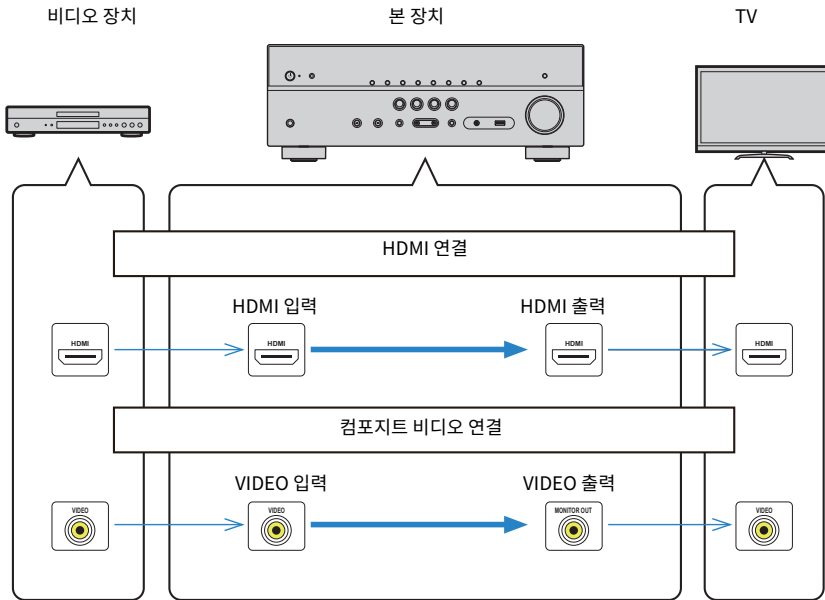 비디오 장치
본 장치
TV
HDMI 연결
HDMI 입력
HDMI 출력
HDMI
HDMI
HDMI
HDMI
컴포지트 비디오 연결
VIDEO 입력
VIDEO 출력
VIDEO
VIDEO
MONITOR OUT
VIDEO